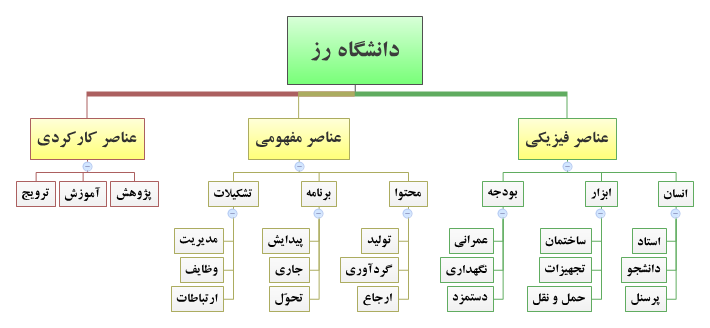 دانشگاه رز
عناصر فیزیکی
عناصر مفهومی
عناصر کارکردی
انسان
ابزار
بودجه
محتوا
برنامه
تشکیلات
پژوهش
آموزش
ترویج
استاد
ساختمان
عمرانی
تولید
پیدایش
مدیریت
دانشجو
تجهیزات
نگهداری
گردآوری
جاری
وظایف
پرسنل
حمل و نقل
دستمزد
ارجاع
تحوّل
ارتباطات